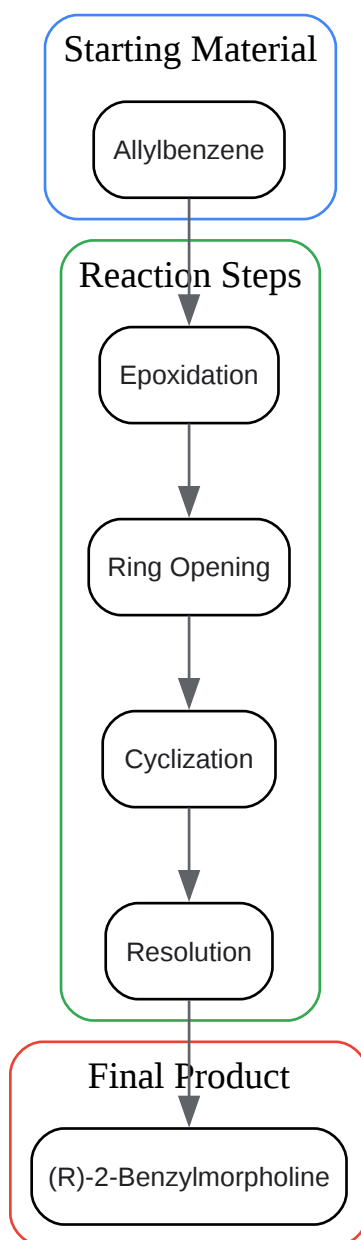 Starting Material
Allylbenzene
Reaction Steps
Epoxidation
Ring Opening
Cyclization
Resolution
Final Product
(R)-2-Benzylmorpholine